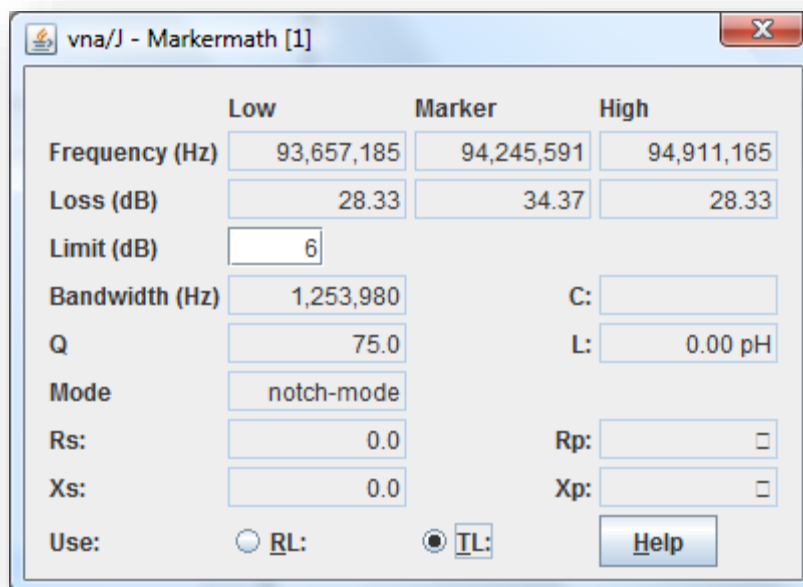 vna/J - Markermath [1]
Low Marker High
Frequency (Hz) 93,657,185 94,245,591 94,911,165
Loss (dB) 28.33 34.37 28.33
Limit (dB) 6
Bandwidth (Hz) 1,253,980 C:
Q 75.0 L: 0.00 pH
Mode notch-mode
Rs: 0.0 Rp: □
Xs: 0.0 Xp: □
Use: RL: TL: Help